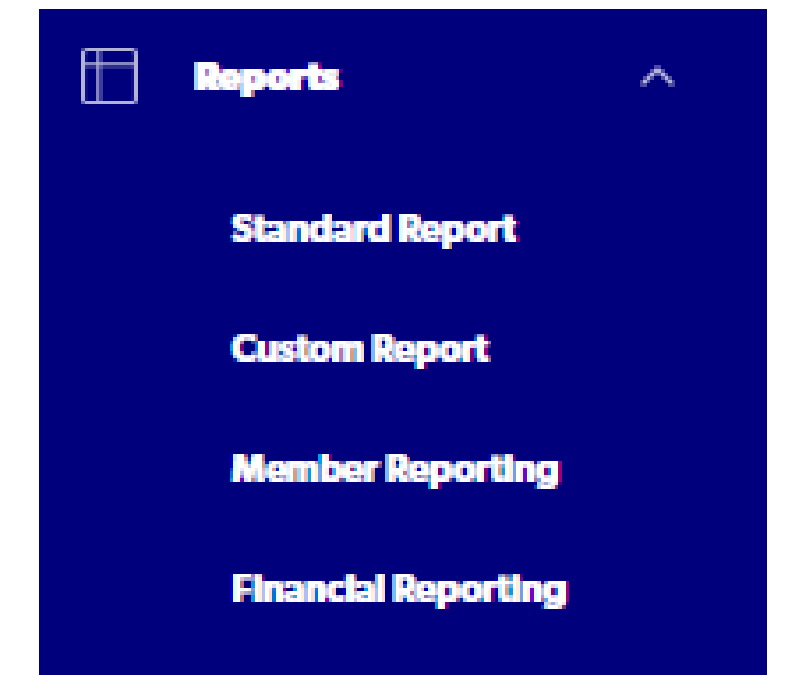 Reports
Standard Report
Custom Report
Member Reporting
Financial Reporting